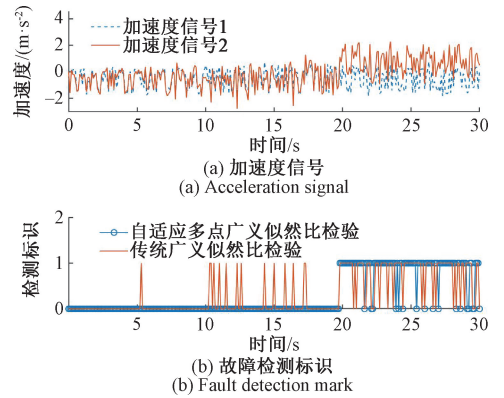 4
2
0
−2
加速度/(m·s-2)
加速度信号1
加速度信号2
0 5 10 15 20 25 30
时间/s
(a) 加速度信号
(a) Acceleration signal
2
1
0
检测标识
自适应多点广义似然比检验
传统广义似然比检验
5 10 15 20 25 30
时间/s
(b) 故障检测标识
(b) Fault detection mark